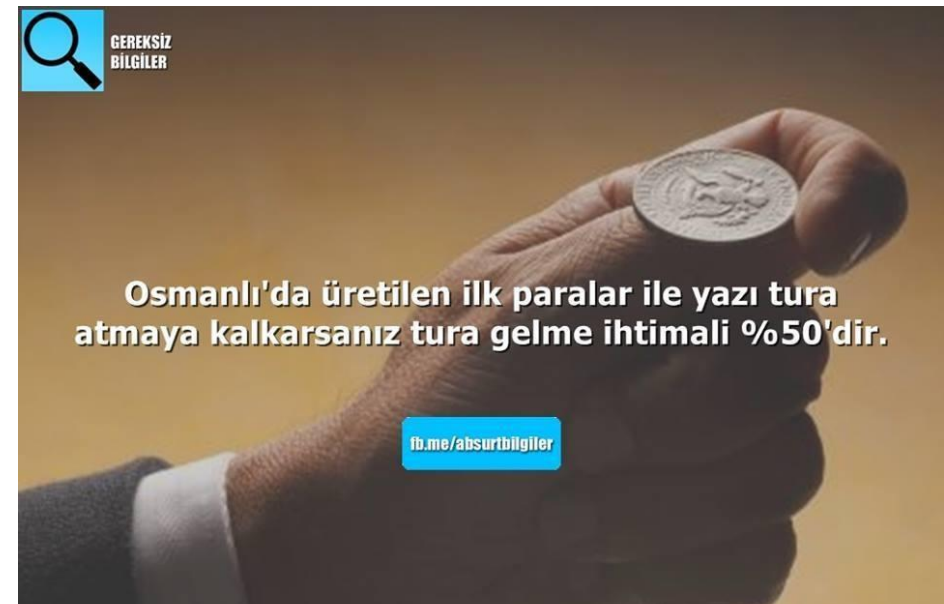 GEREKSİZ
BİLGİLER
Osmanlı'da üretilen ilk paralar ile yazı tura
atmaya kalkarsanız tura gelme ihtimali %50'dir.
fb.me/absurtbilgiler